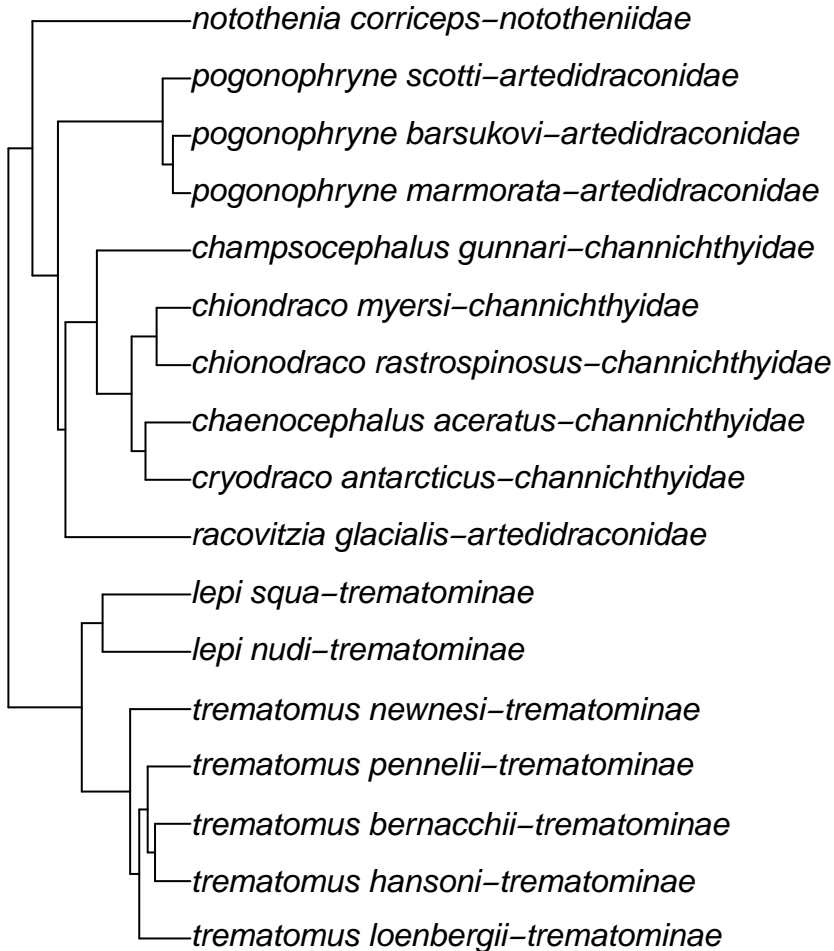 notothenia corriceps−nototheniidae
pogonophryne scotti−artedidraconidae
pogonophryne barsukovi−artedidraconidae
pogonophryne marmorata−artedidraconidae
champsocephalus gunnari−channichthyidae
chiondraco myersi−channichthyidae
chionodraco rastrospinosus−channichthyidae
chaenocephalus aceratus−channichthyidae
cryodraco antarcticus−channichthyidae
racovitzia glacialis−artedidraconidae
lepi squa−trematominae
lepi nudi−trematominae
trematomus newnesi−trematominae
trematomus pennelii−trematominae
trematomus bernacchii−trematominae
trematomus hansoni−trematominae
trematomus loenbergii−trematominae